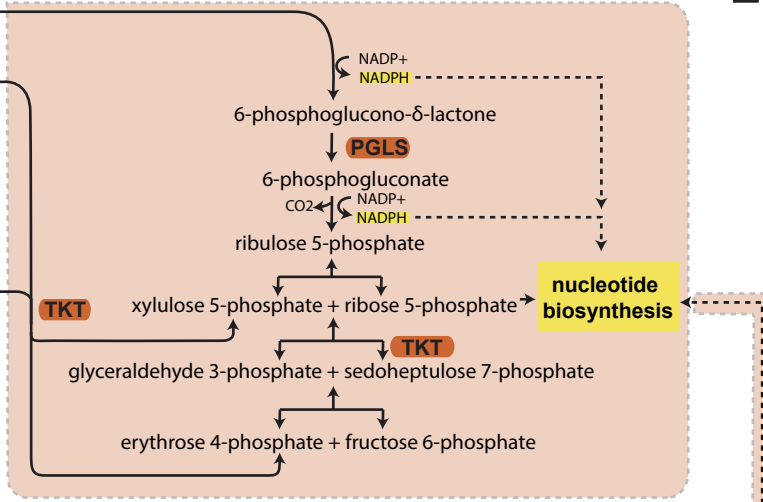 NADP+
NADPH
6-phosphoglucono-δ-lactone
PGLS
6-phosphogluconate
CO2
NADP+
NADPH
ribulose 5-phosphate
nucleotide
biosynthesis
TKT
xylulose 5-phosphate + ribose 5-phosphate
TKT
glyceraldehyde 3-phosphate + sedoheptulose 7-phosphate
erythrose 4-phosphate + fructose 6-phosphate